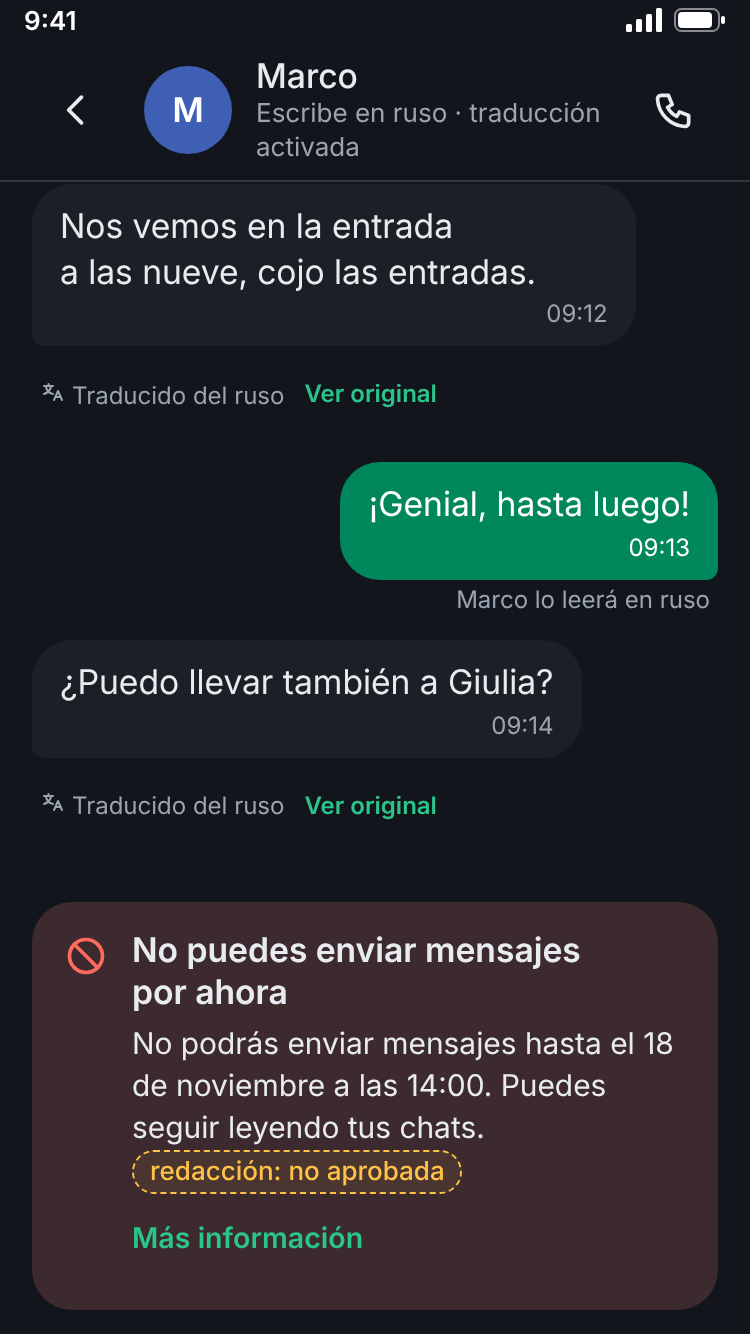 9:41
M
Marco
Escribe en ruso · traducción
activada
Nos vemos en la entrada
a las nueve, cojo las entradas.
09:12
Traducido del ruso Ver original
¡Genial, hasta luego!
09:13
Marco lo leerá en ruso
¿Puedo llevar también a Giulia?
09:14
Traducido del ruso Ver original
No puedes enviar mensajes
por ahora
No podrás enviar mensajes hasta el 18
de noviembre a las 14:00. Puedes
seguir leyendo tus chats.
redacción: no aprobada
Más información